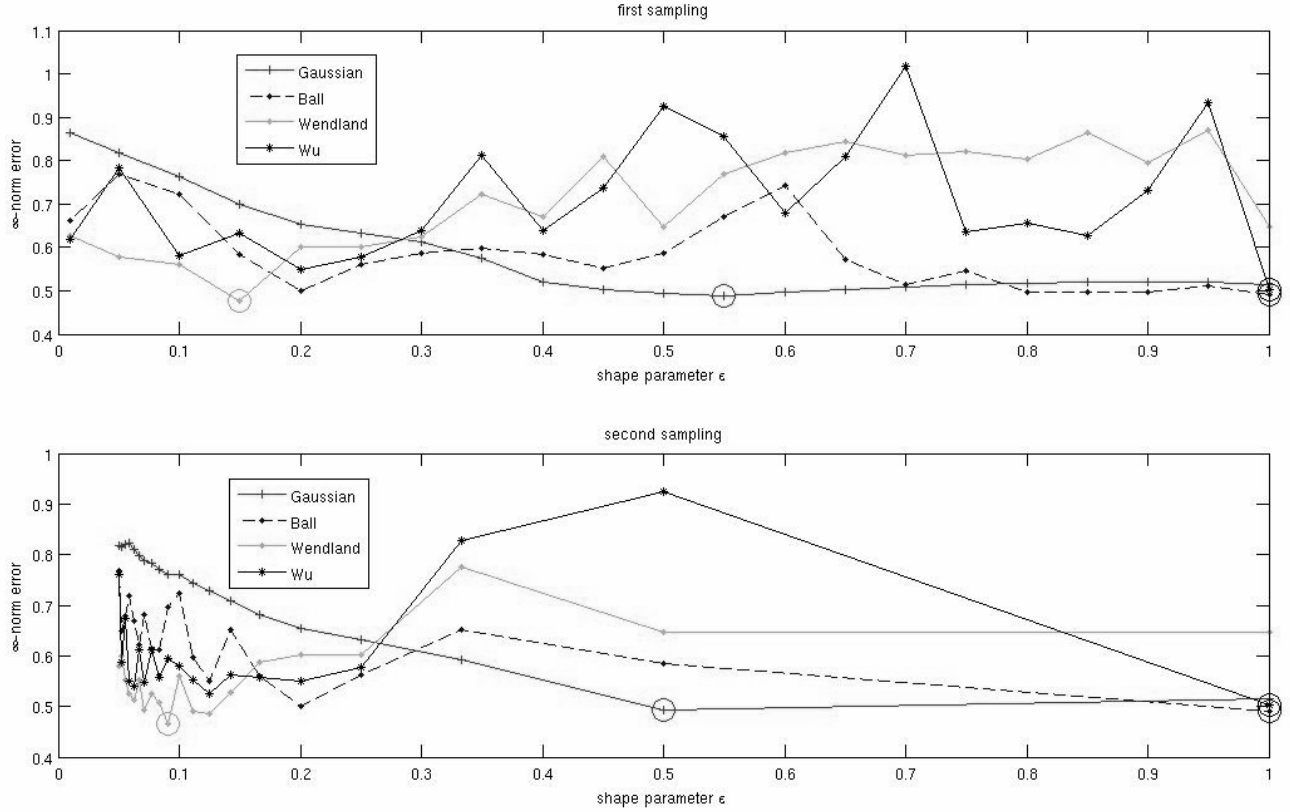 first sampling
1.1
1
0.9
0.8
0.7
0.6
0.5
0.4
∞-norm error
Gaussian
Ball
Wendland
Wu
0 0.1 0.2 0.3 0.4 0.5 0.6 0.7 0.8 0.9 1
shape parameter ε
second sampling
1
0.9
0.8
0.7
0.6
0.5
0.4
∞-norm error
Gaussian
Ball
Wendland
Wu
0 0.1 0.2 0.3 0.4 0.5 0.6 0.7 0.8 0.9 1
shape parameter ε